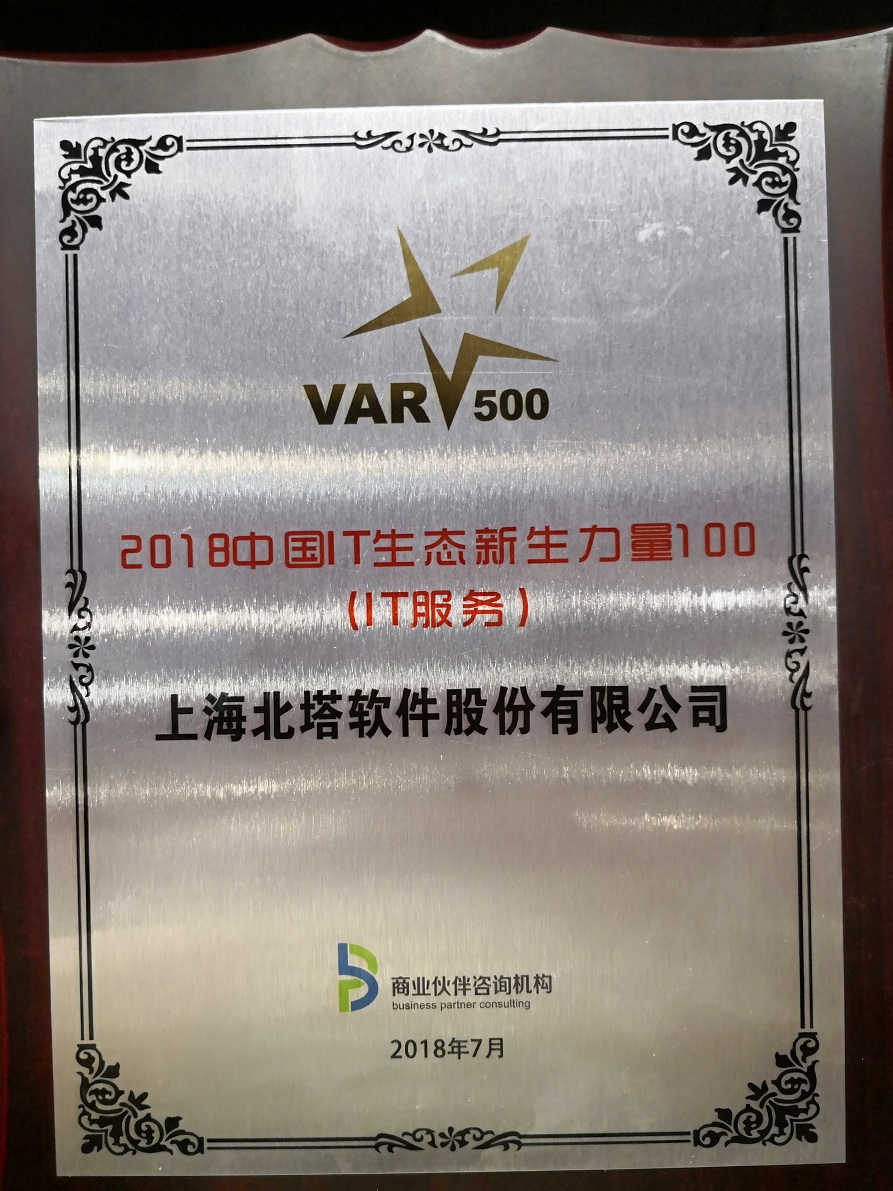 VAR 500
2018中国IT生态新生力量100
(IT服务)
上海北塔软件股份有限公司
商业伙伴咨询机构
business partner consulting
2018年7月